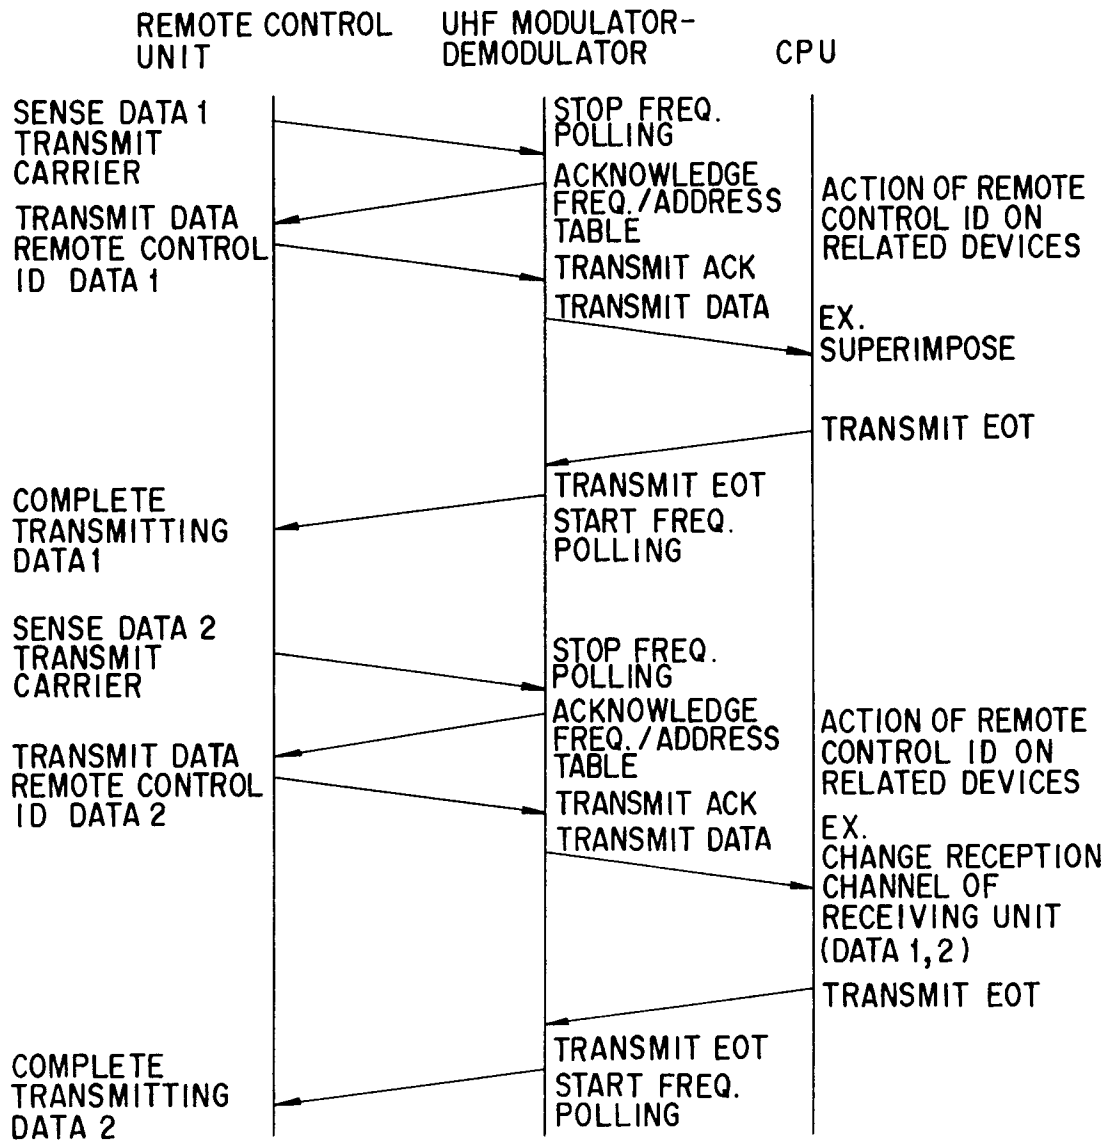 REMOTE CONTROL
UNIT
UHF MODULATOR-
DEMODULATOR
CPU
SENSE DATA 1
TRANSMIT
CARRIER
STOP FREQ.
POLLING
ACKNOWLEDGE
FREQ./ADDRESS
TABLE
TRANSMIT DATA
REMOTE CONTROL
ID DATA 1
ACTION OF REMOTE
CONTROL ID ON
RELATED DEVICES
TRANSMIT ACK
TRANSMIT DATA
EX.
SUPERIMPOSE
TRANSMIT EOT
TRANSMIT EOT
START FREQ.
POLLING
COMPLETE
TRANSMITTING
DATA 1
SENSE DATA 2
TRANSMIT
CARRIER
STOP FREQ.
POLLING
ACKNOWLEDGE
FREQ./ADDRESS
TABLE
TRANSMIT DATA
REMOTE CONTROL
ID DATA 2
ACTION OF REMOTE
CONTROL ID ON
RELATED DEVICES
TRANSMIT ACK
TRANSMIT DATA
EX.
CHANGE RECEPTION
CHANNEL OF
RECEIVING UNIT
(DATA 1,2)
TRANSMIT EOT
TRANSMIT EOT
START FREQ.
POLLING
COMPLETE
TRANSMITTING
DATA 2